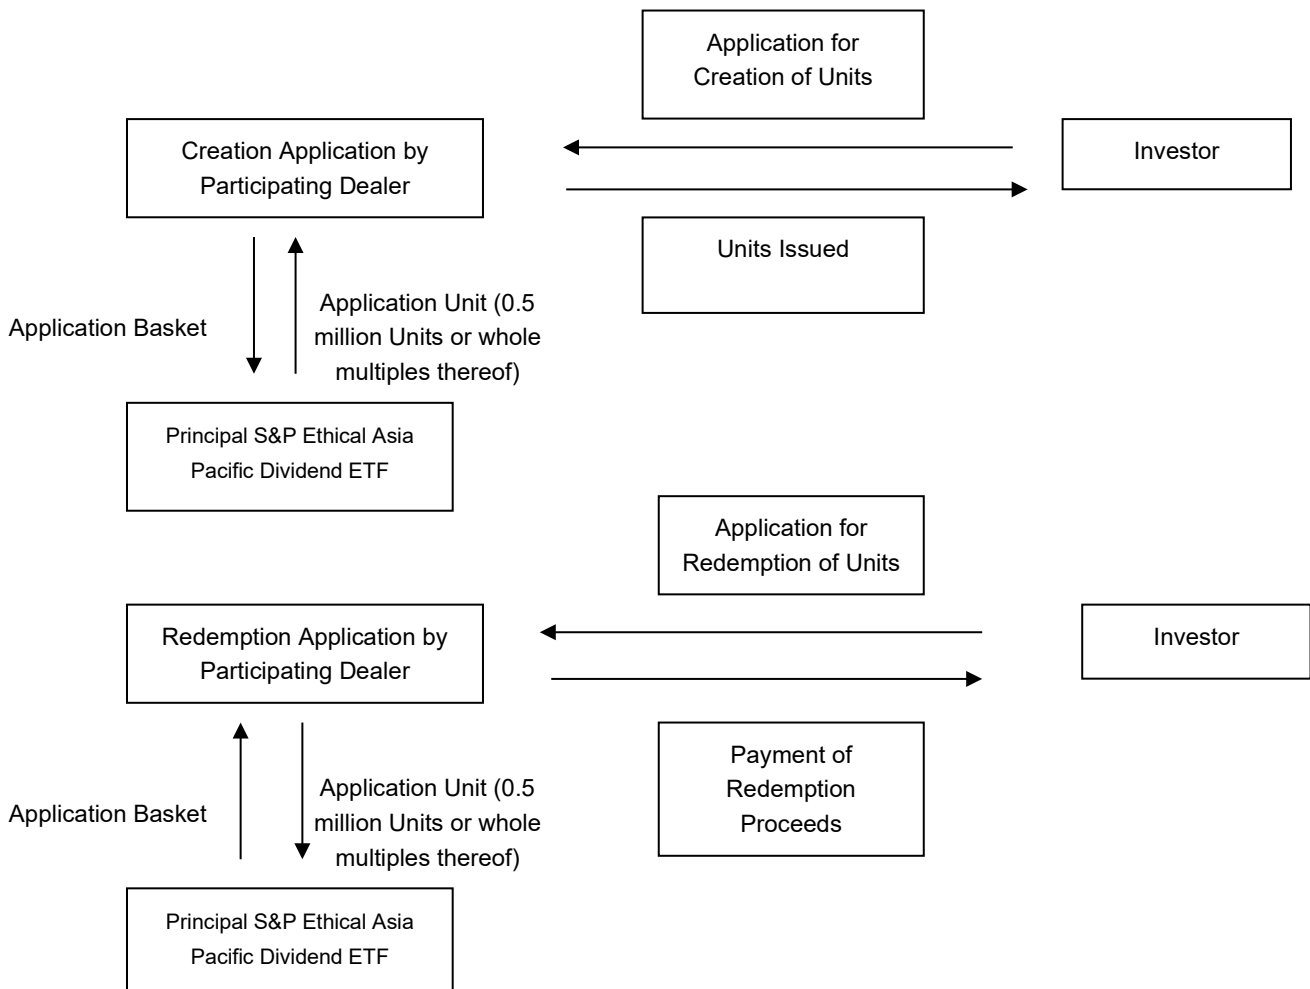 Application for
Creation of Units
Creation Application by
Participating Dealer
Investor
Units Issued
Application Basket
Application Unit (0.5
million Units or whole
multiples thereof)
Principal S&P Ethical Asia
Pacific Dividend ETF
Application for
Redemption of Units
Redemption Application by
Participating Dealer
Investor
Payment of
Redemption
Proceeds
Application Basket
Application Unit (0.5
million Units or whole
multiples thereof)
Principal S&P Ethical Asia
Pacific Dividend ETF